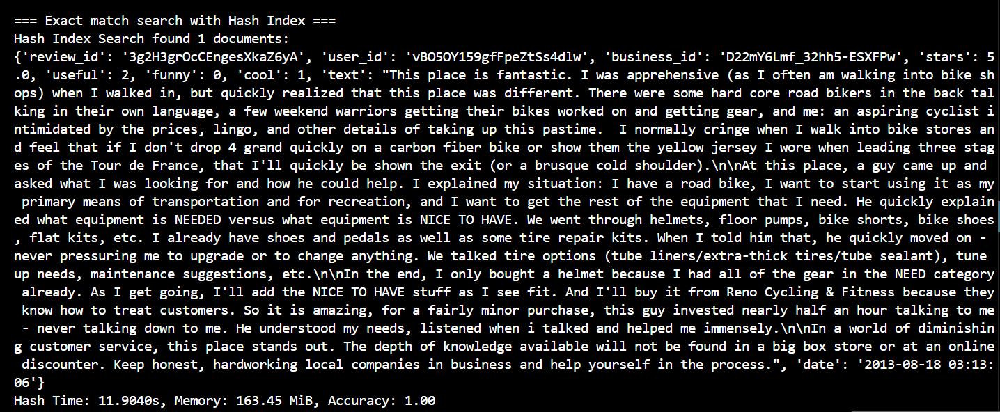 === Exact match search with Hash Index ===
Hash Index Search found 1 documents:
{'review_id': '3g2H3grOcCEngesXkaZ6yA', 'user_id': 'vBO5OY159gfFpeZtSs4dlw', 'business_id': 'D22mY6Lmf_32hh5-ESXFPw', 'stars': 5
.0, 'useful': 2, 'funny': 0, 'cool': 1, 'text': "This place is fantastic. I was apprehensive (as I often am walking into bike sh
ops) when I walked in, but quickly realized that this place was different. There were some hard core road bikers in the back tal
king in their own language, a few weekend warriors getting their bikes worked on and getting gear, and me: an aspiring cyclist i
ntimidated by the prices, lingo, and other details of taking up this pastime.  I normally cringe when I walk into bike stores an
d feel that if I don't drop 4 grand quickly on a carbon fiber bike or show them the yellow jersey I wore when leading three stag
es of the Tour de France, that I'll quickly be shown the exit (or a brusque cold shoulder).\n\nAt this place, a guy came up and
asked what I was looking for and how he could help. I explained my situation: I have a road bike, I want to start using it as my
 primary means of transportation and for recreation, and I want to get the rest of the equipment that I need. He quickly explain
ed what equipment is NEEDED versus what equipment is NICE TO HAVE. We went through helmets, floor pumps, bike shorts, bike shoes
, flat kits, etc. I already have shoes and pedals as well as some tire repair kits. When I told him that, he quickly moved on -
never pressuring me to upgrade or to change anything. We talked tire options (tube liners/extra-thick tires/tube sealant), tune
up needs, maintenance suggestions, etc.\n\nIn the end, I only bought a helmet because I had all of the gear in the NEED category
 already. As I get going, I'll add the NICE TO HAVE stuff as I see fit. And I'll buy it from Reno Cycling & Fitness because they
 know how to treat customers. So it is amazing, for a fairly minor purchase, this guy invested nearly half an hour talking to me
 - never talking down to me. He understood my needs, listened when i talked and helped me immensely.\n\nIn a world of diminishin
g customer service, this place stands out. The depth of knowledge available will not be found in a big box store or at an online
 discounter. Keep honest, hardworking local companies in business and help yourself in the process.", 'date': '2013-08-18 03:13:
06'}
Hash Time: 11.9040s, Memory: 163.45 MiB, Accuracy: 1.00